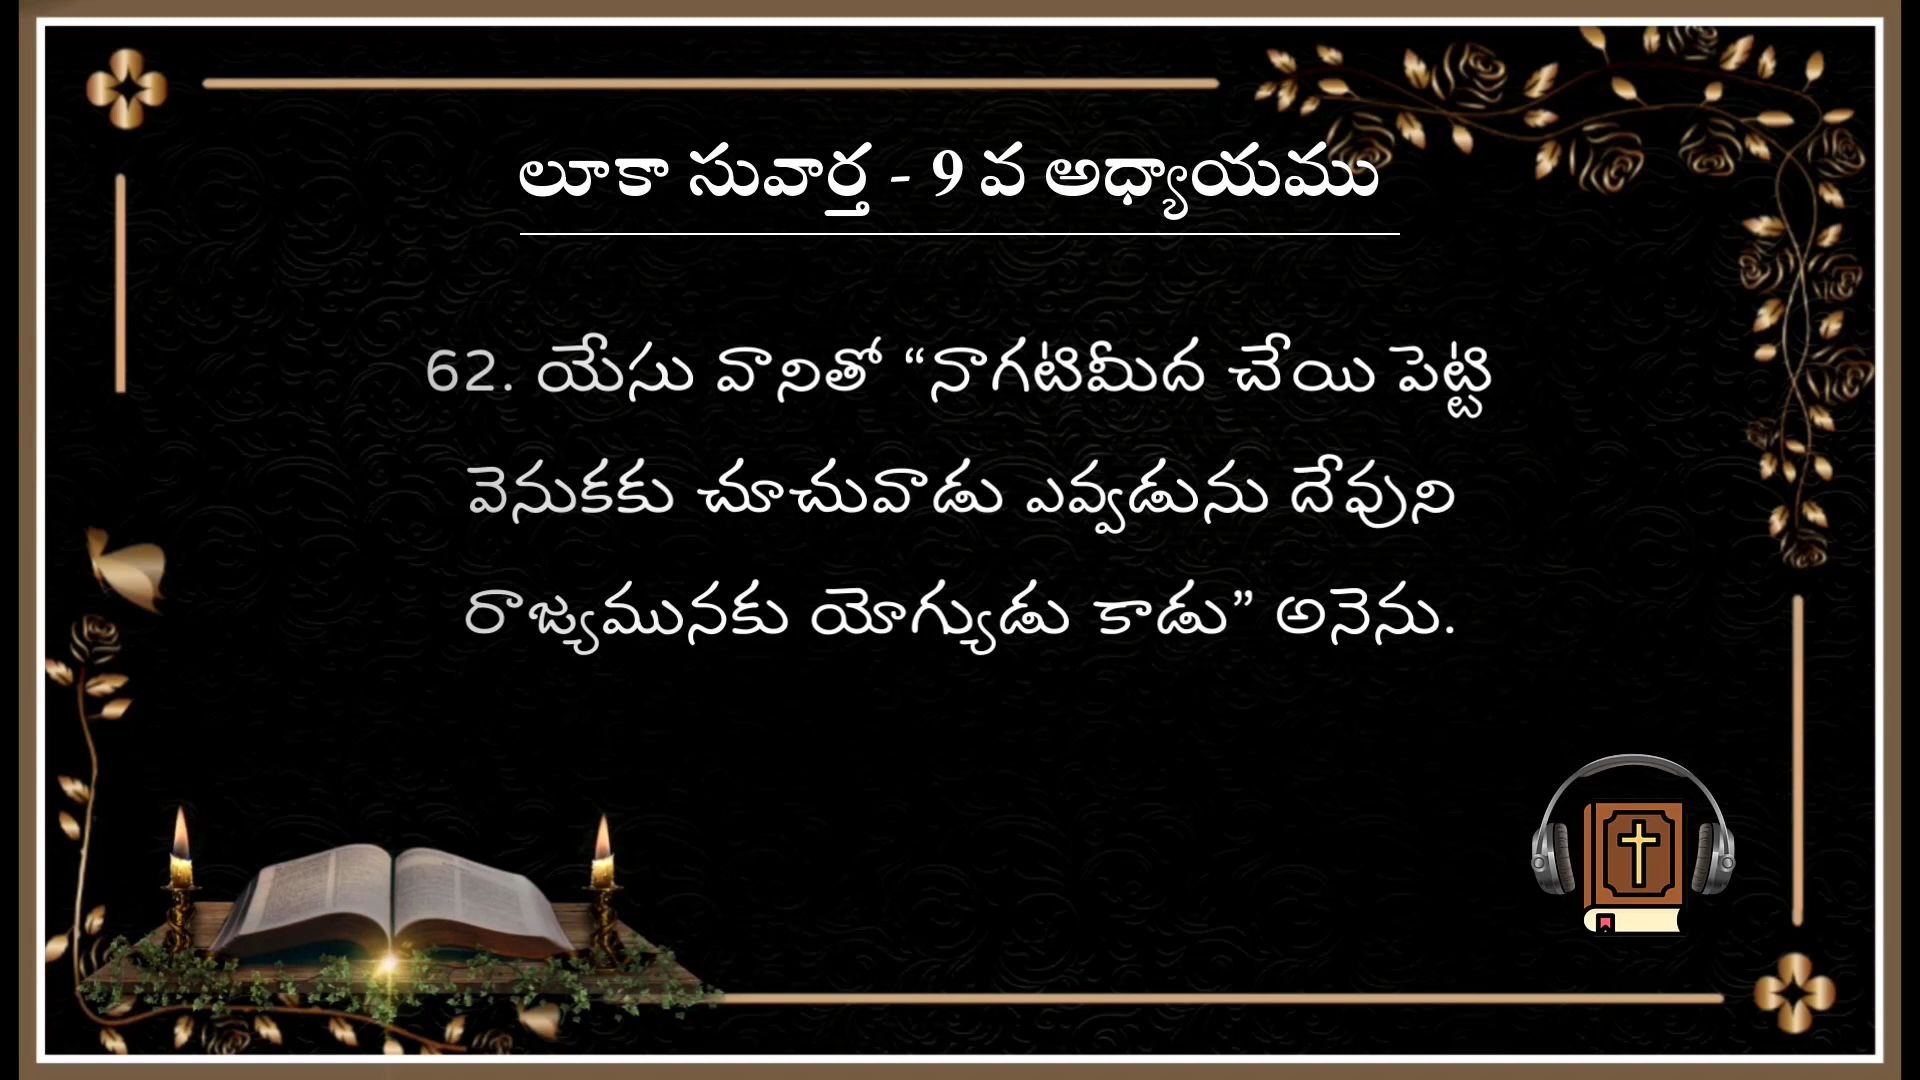 లూకా సువార్త - 9 వ అధ్యాయము
62. యేసు వానితో “నాగటిమీద చేయి పెట్టి
వెనుకకు చూచువాడు ఎవ్వడును దేవుని
రాజ్యమునకు యోగ్యుడు కాడు” అనెను.